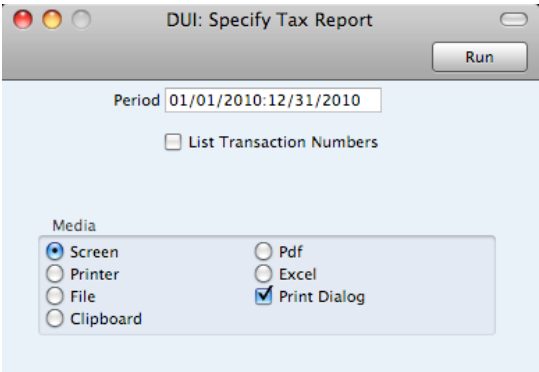 DUI: Specify Tax Report
Run
Period 01/01/2010:12/31/2010
List Transaction Numbers
Media
Screen Pdf
Printer Excel
File Print Dialog
Clipboard